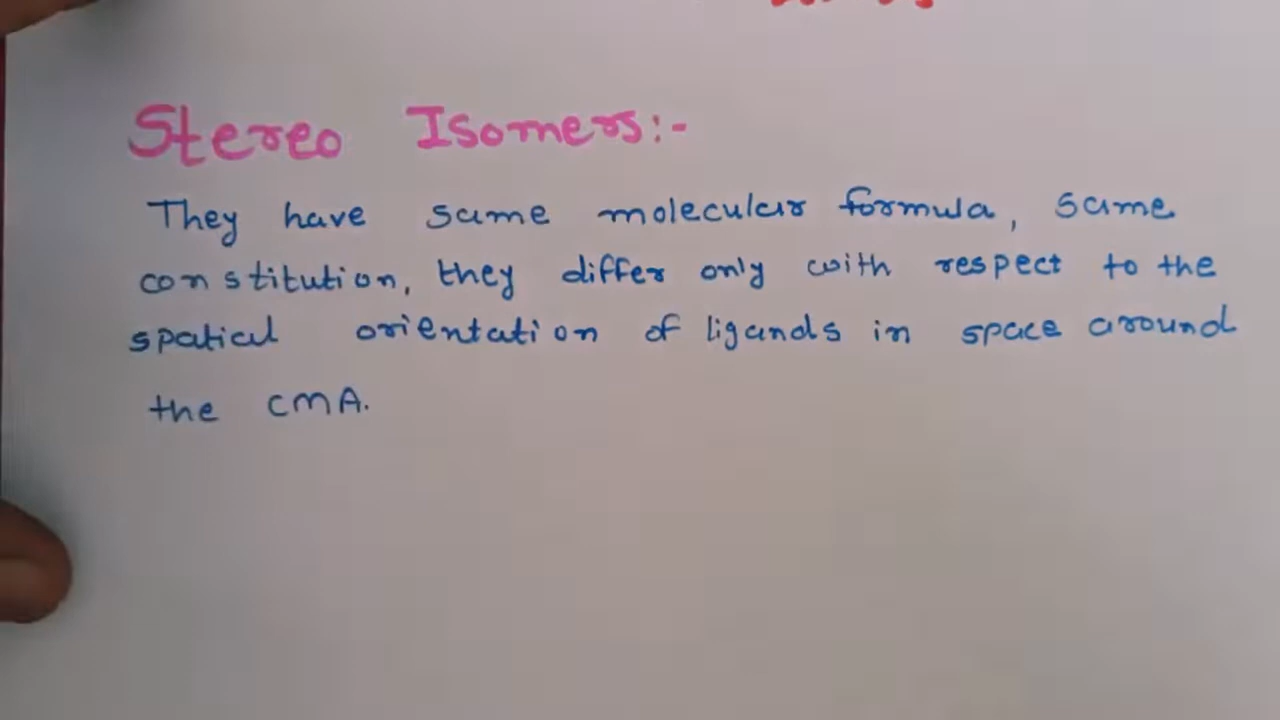 Stereo Isomers:-
They have same molecular formula, same
constitution, they differ only with respect to the
spatial orientation of ligands in space around
the CMA.